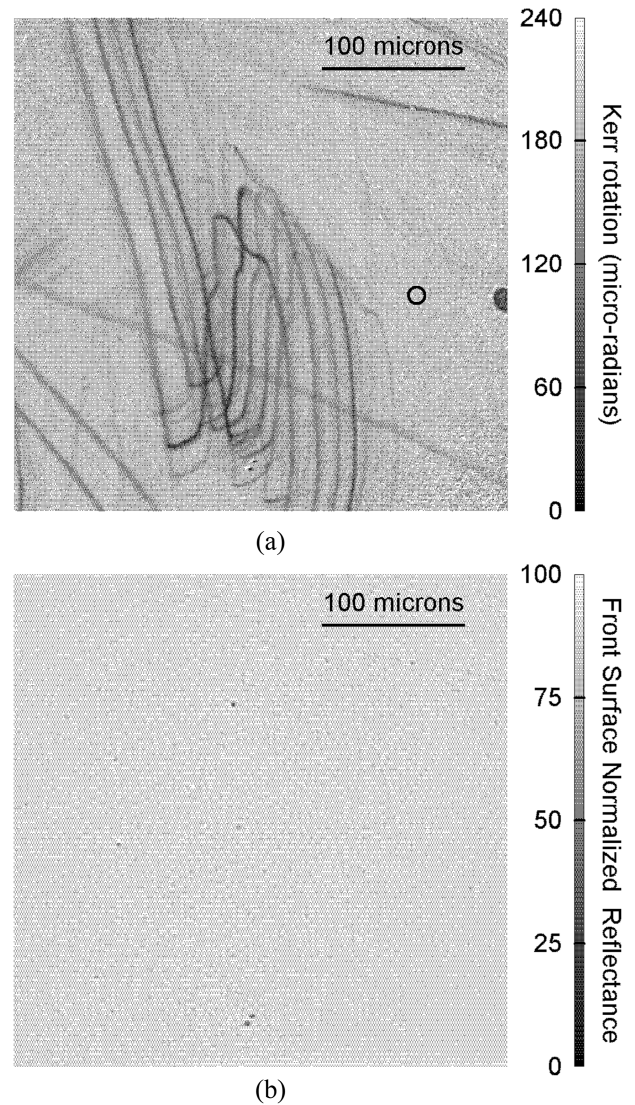 100 microns
240
180
120
60
0
Kerr rotation (micro-radians)
(a)
100 microns
100
75
50
25
0
Front Surface Normalized Reflectance
(b)